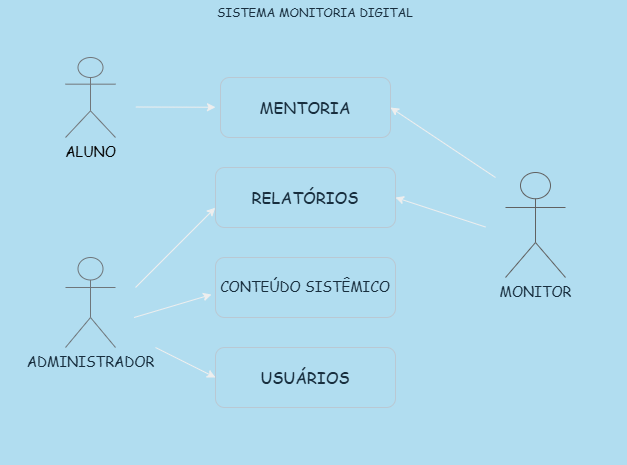 SISTEMA MONITORIA DIGITAL
MENTORIA
ALUNO
RELATÓRIOS
CONTEÚDO SISTÊMICO
MONITOR
ADMINISTRADOR
USUÁRIOS